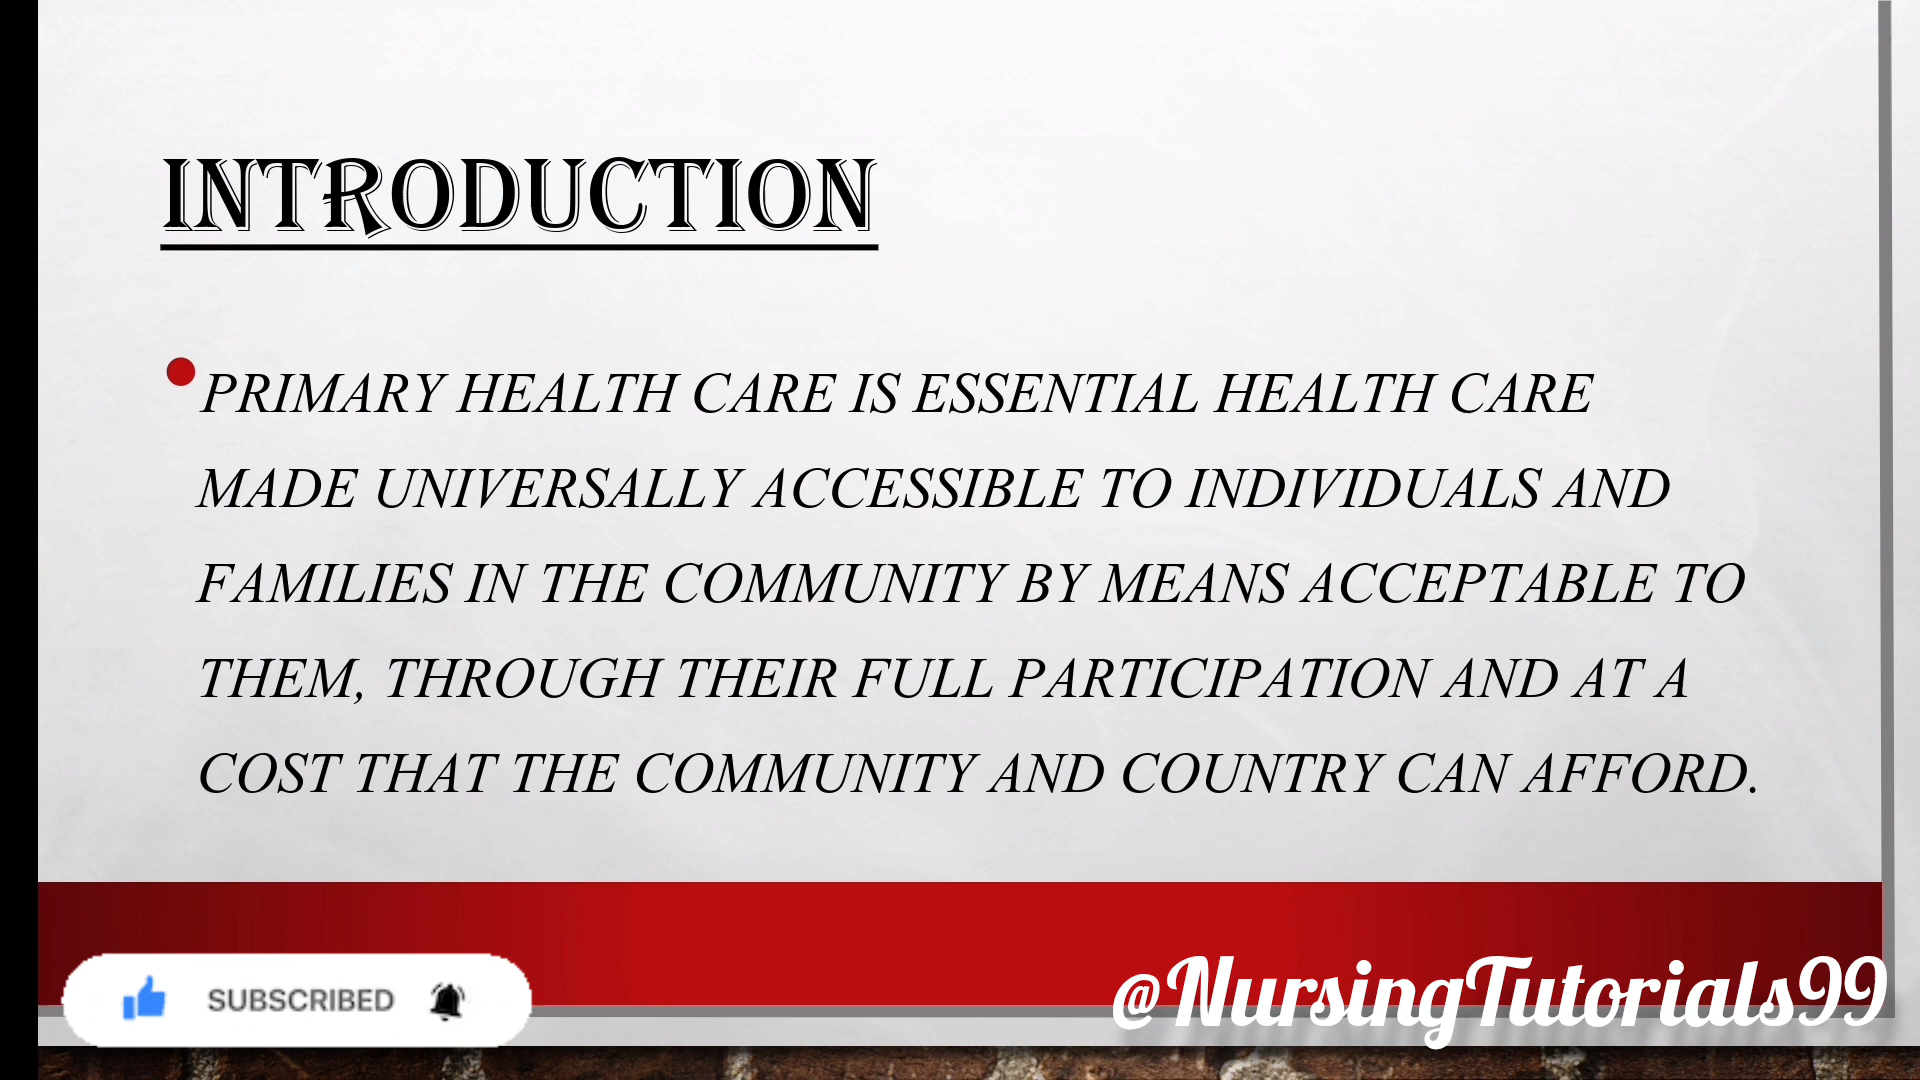 INTRODUCTION
PRIMARY HEALTH CARE IS ESSENTIAL HEALTH CARE
MADE UNIVERSALLY ACCESSIBLE TO INDIVIDUALS AND
FAMILIES IN THE COMMUNITY BY MEANS ACCEPTABLE TO
THEM, THROUGH THEIR FULL PARTICIPATION AND AT A
COST THAT THE COMMUNITY AND COUNTRY CAN AFFORD.
SUBSCRIBED
@NursingTutorials99